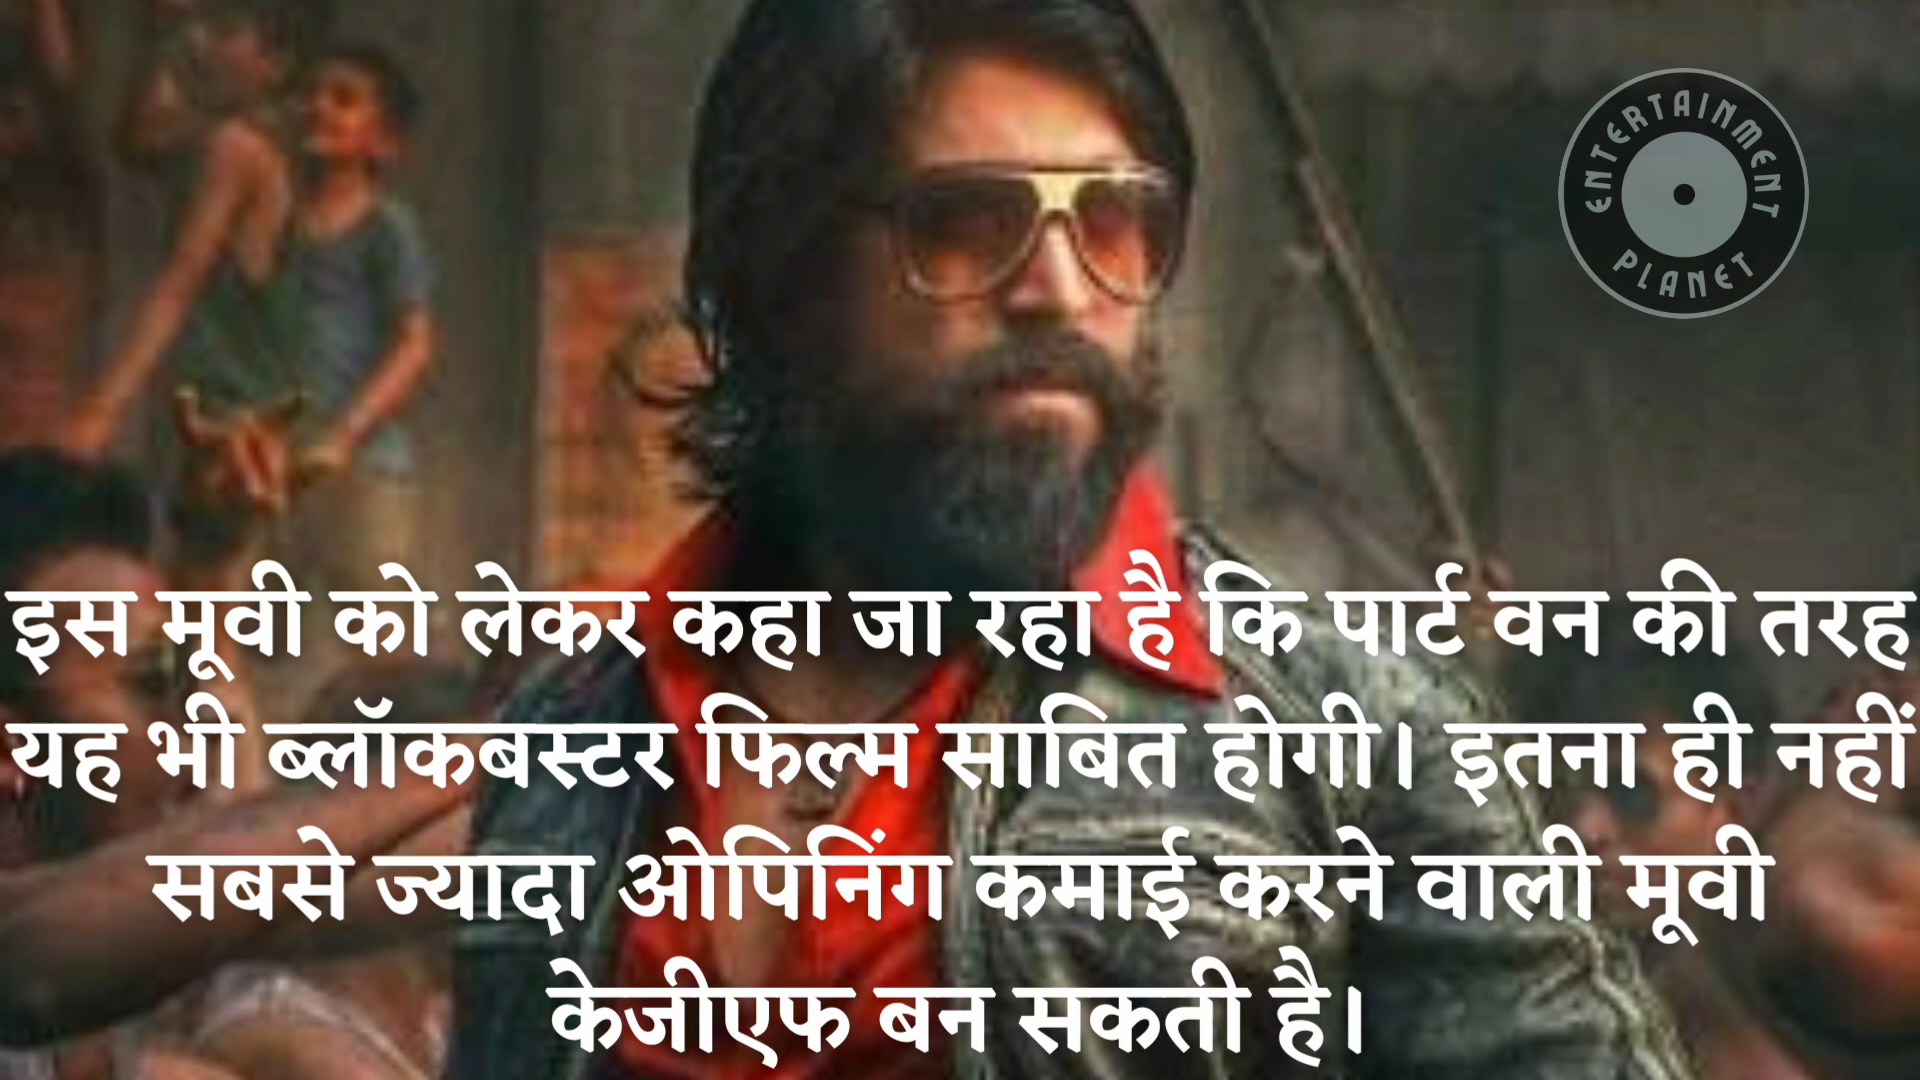 ENTERTAINMENT
PLANET
इस मूवी को लेकर कहा जा रहा है कि पार्ट वन की तरह
यह भी ब्लॉकबस्टर फिल्म साबित होगी। इतना ही नहीं
सबसे ज्यादा ओपिनिंग कमाई करने वाली मूवी
केजीएफ बन सकती है।